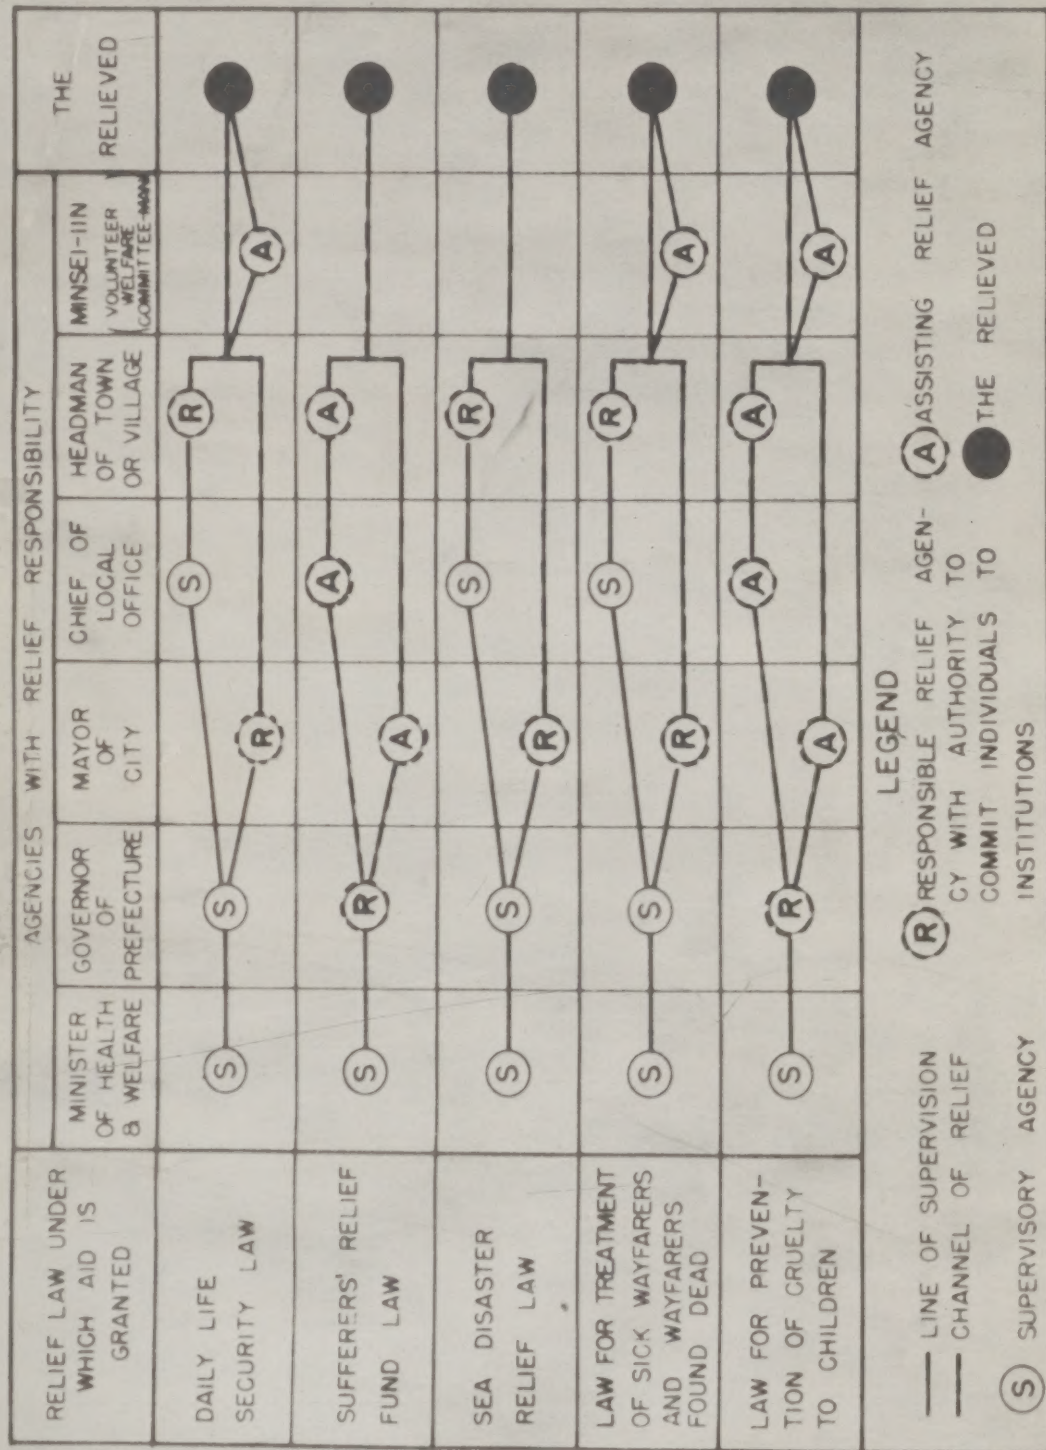 RELIEF LAW UNDER
WHICH AID IS
GRANTED
AGENCIES WITH RELIEF RESPONSIBILITY
MINISTER
OF HEALTH
& WELFARE
GOVERNOR
OF
PREFECTURE
MAYOR
OF
CITY
CHIEF OF
LOCAL
OFFICE
HEADMAN
OF TOWN
OR VILLAGE
MINSEI-IIN
(VOLUNTEER
WELFARE
COMMITTEE-MAN)
THE
RELIEVED
DAILY LIFE
SECURITY LAW
S
S
R
S
R
A
SUFFERERS' RELIEF
FUND LAW
S
R
A
A
A
SEA DISASTER
RELIEF LAW
S
S
R
S
R
LAW FOR TREATMENT
OF SICK WAYFARERS
AND WAYFARERS
FOUND DEAD
S
S
R
S
R
A
LAW FOR PREVEN-
TION OF CRUELTY
TO CHILDREN
S
R
A
A
A
A
LEGEND
LINE OF SUPERVISION
CHANNEL OF RELIEF
S SUPERVISORY AGENCY
R RESPONSIBLE RELIEF AGEN-
CY WITH AUTHORITY TO
COMMIT INDIVIDUALS TO
INSTITUTIONS
A ASSISTING RELIEF AGENCY
THE RELIEVED